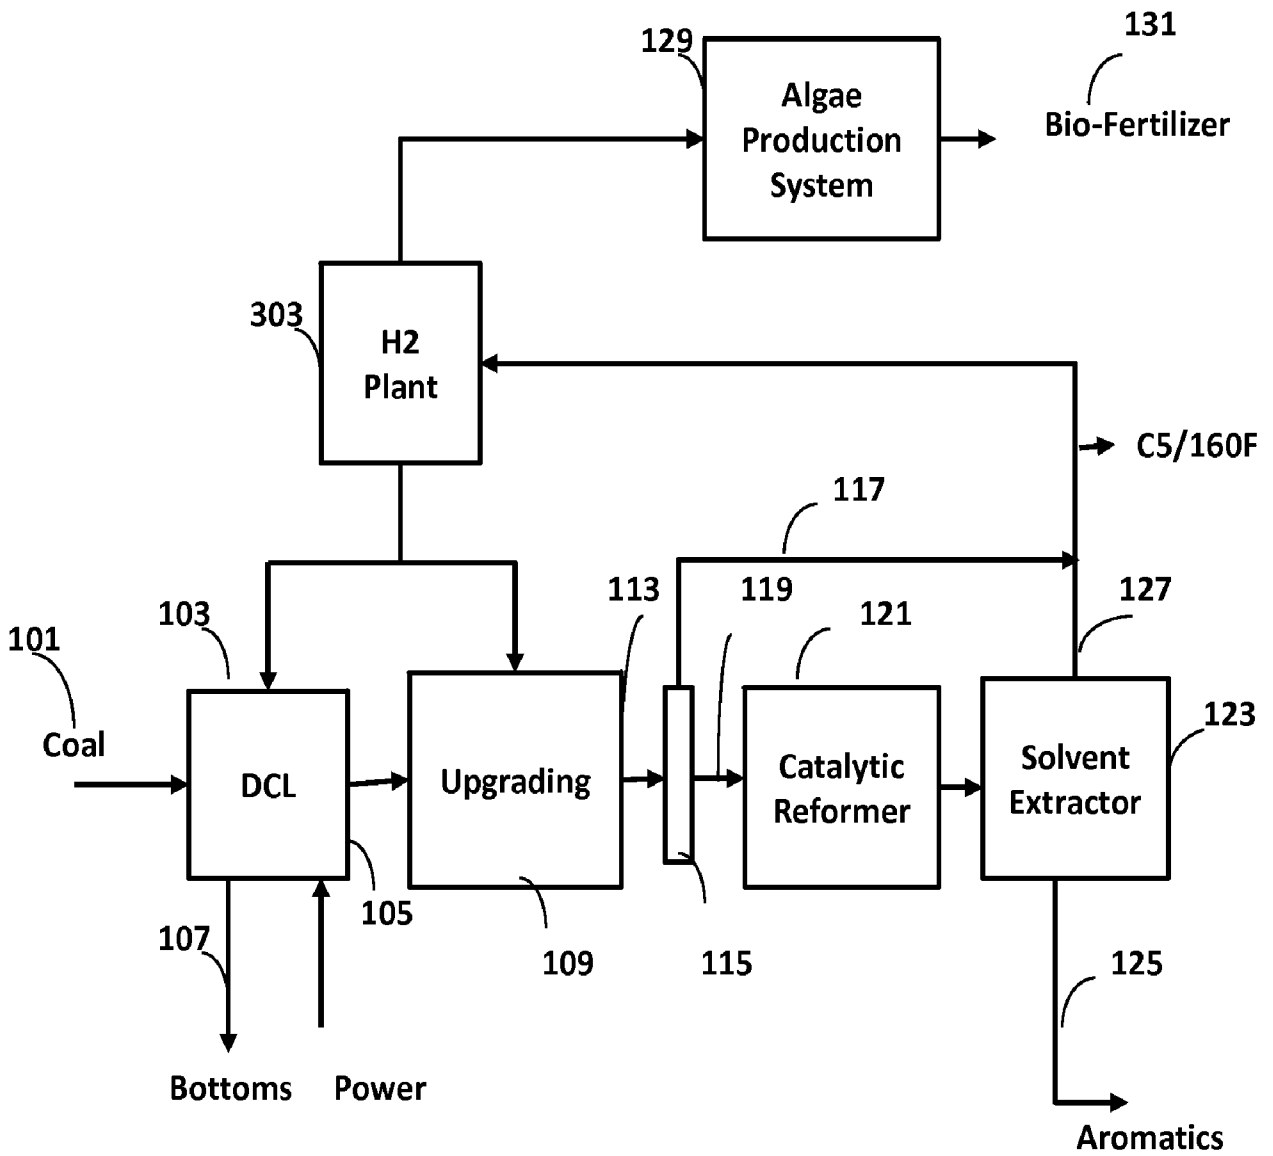 131
129
Algae
Production
System
Bio-Fertilizer
303
H2
Plant
C5/160F
117
113
119
121
127
103
101
Coal
DCL
Upgrading
Catalytic
Reformer
Solvent
Extractor
123
105
107
109
115
125
Bottoms
Power
Aromatics